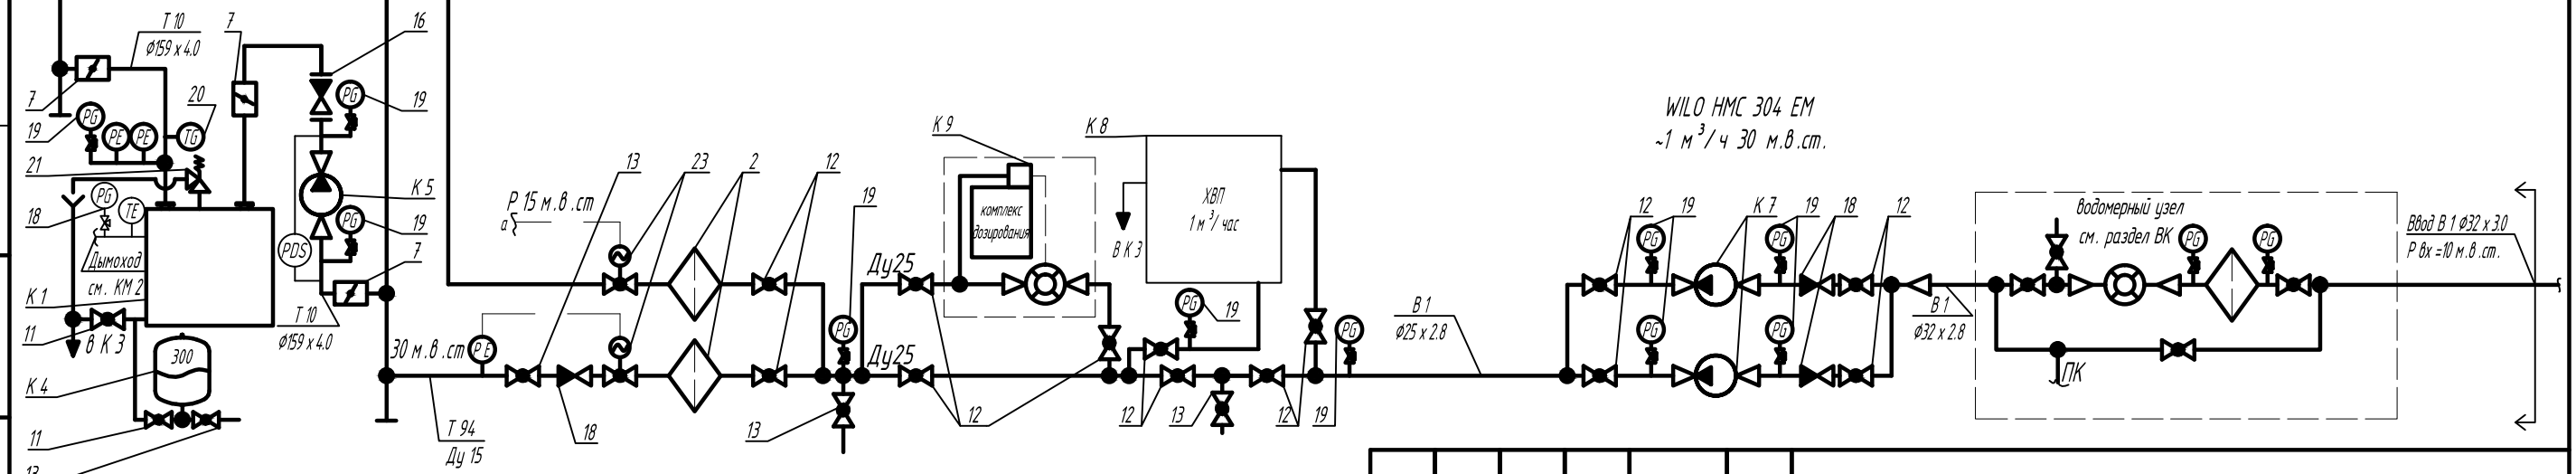 T 10
Ø159 x 4.0
7
16
7
19
PG
19
20
PG
PE
PE
TG
21
К 5
PG
TE
18
PG
19
PDS
Дымоход
см. КМ 2
7
К 1
T 10
Ø159 x 4.0
11
в К 3
300
К 4
11
13
30 м.в.ст
PE
T 94
Ду 15
P 15 м.в.ст
а
13
23
2
12
18
19
PG
13
Ду25
Ду25
К 9
комплекс
дозирования
12
К 8
ХВП
1 м³/час
в К 3
PG
19
12
13
12
19
PG
В 1
Ø25 x 2.8
WILO HMC 304 EM
~1 м³/ч 30 м.в.ст.
12
19
К 7
19
18
12
PG
PG
PG
PG
В 1
Ø32 x 2.8
водомерный узел
см. раздел ВК
PG
PG
ПК
Ввод В 1 Ø32 x 3.0
P вх =10 м.в.ст.